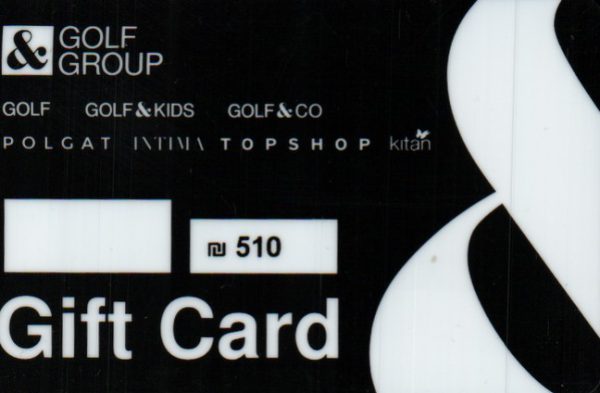 & GOLF
GROUP
GOLF GOLF&KIDS GOLF&CO
POLGAT INTIMA TOPSHOP kitan
₪ 510
Gift Card
&